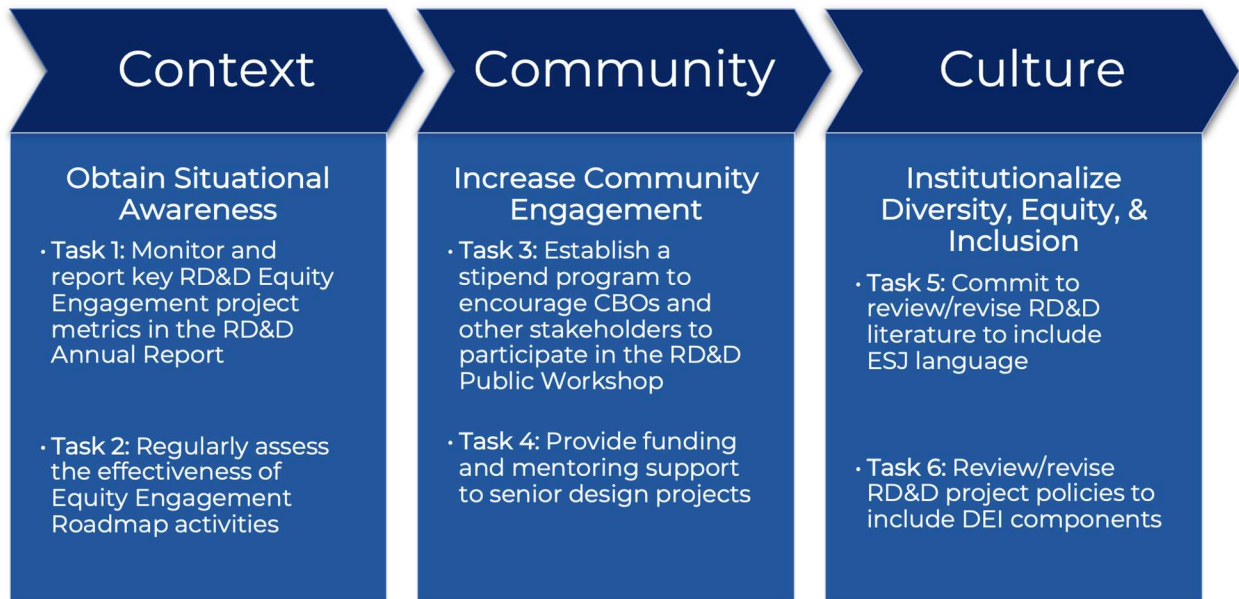 Context
Obtain Situational
Awareness
· Task 1: Monitor and
report key RD&D Equity
Engagement project
metrics in the RD&D
Annual Report
· Task 2: Regularly assess
the effectiveness of
Equity Engagement
Roadmap activities
Community
Increase Community
Engagement
· Task 3: Establish a
stipend program to
encourage CBOs and
other stakeholders to
participate in the RD&D
Public Workshop
· Task 4: Provide funding
and mentoring support
to senior design projects
Culture
Institutionalize
Diversity, Equity, &
Inclusion
· Task 5: Commit to
review/revise RD&D
literature to include
ESJ language
· Task 6: Review/revise
RD&D project policies to
include DEI components